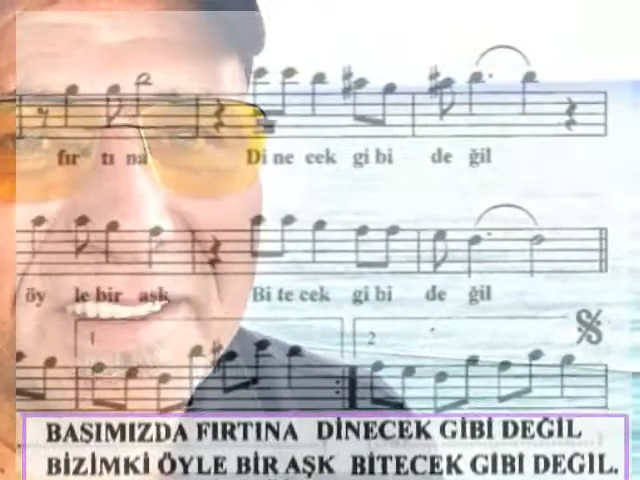 fır tı na Di ne cek gi bi de ğil
öy le bir aşk Bi te cek gi bi de ğil
1 2
BAŞIMIZDA FIRTINA DİNECEK GİBİ DEĞİL
BİZİMKİ ÖYLE BİR AŞK BİTECEK GİBİ DEĞİL.